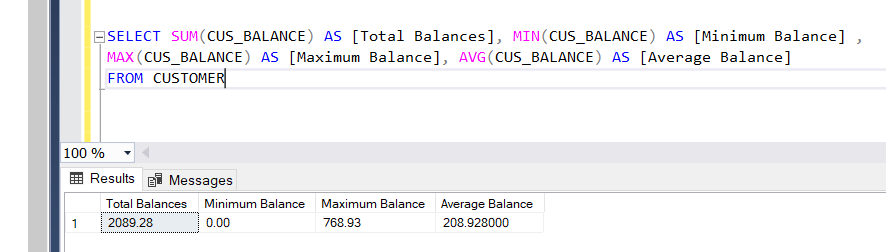 SELECT SUM(CUS_BALANCE) AS [Total Balances], MIN(CUS_BALANCE) AS [Minimum Balance] ,
MAX(CUS_BALANCE) AS [Maximum Balance], AVG(CUS_BALANCE) AS [Average Balance]
FROM CUSTOMER
100 %
Results Messages
Total Balances Minimum Balance Maximum Balance Average Balance
1 2089.28 0.00 768.93 208.928000